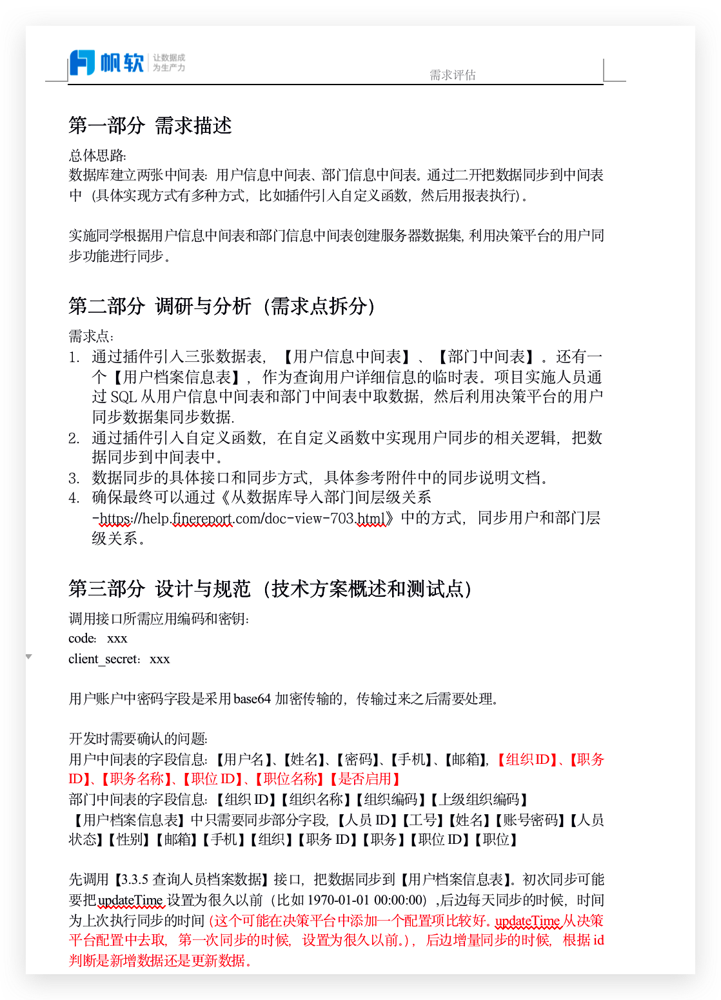 帆软 让数据成
为生产力
需求评估
第一部分 需求描述
总体思路：
数据库建立两张中间表：用户信息中间表、部门信息中间表。通过二开把数据同步到中间表
中（具体实现方式有多种方式，比如插件引入自定义函数，然后用报表执行）。
实施同学根据用户信息中间表和部门信息中间表创建服务器数据集,利用决策平台的用户同
步功能进行同步。
第二部分 调研与分析（需求点拆分）
需求点：
1. 通过插件引入三张数据表，【用户信息中间表】、【部门中间表】。还有一
个【用户档案信息表】，作为查询用户详细信息的临时表。项目实施人员通
过 SQL 从用户信息中间表和部门中间表中取数据，然后利用决策平台的用户
同步数据集同步数据.
2. 通过插件引入自定义函数，在自定义函数中实现用户同步的相关逻辑，把数
据同步到中间表中。
3. 数据同步的具体接口和同步方式，具体参考附件中的同步说明文档。
4. 确保最终可以通过《从数据库导入部门间层级关系
-https://help.finereport.com/doc-view-703.html》中的方式，同步用户和部门层
级关系。
第三部分 设计与规范（技术方案概述和测试点）
调用接口所需应用编码和密钥：
code： xxx
client_secret：xxx
用户账户中密码字段是采用 base64 加密传输的，传输过来之后需要处理。
开发时需要确认的问题：
用户中间表的字段信息：【用户名】、【姓名】、【密码】、【手机】、【邮箱】，【组织 ID】、【职务
ID】、【职务名称】、【职位 ID】、【职位名称】【是否启用】
部门中间表的字段信息：【组织 ID】【组织名称】【组织编码】【上级组织编码】
【用户档案信息表】中只需要同步部分字段，【人员 ID】【工号】【姓名】【账号密码】【人员
状态】【性别】【邮箱】【手机】【组织】【职务 ID】【职务】【职位 ID】【职位】
先调用【3.3.5 查询人员档案数据】接口，把数据同步到【用户档案信息表】。初次同步可能
要把 updateTime 设置为很久以前（比如 1970-01-01 00:00:00）,后边每天同步的时候，时间
为上次执行同步的时间（这个可能在决策平台中添加一个配置项比较好。updateTime 从决策
平台配置中去取，第一次同步的时候，设置为很久以前。），后边增量同步的时候，根据 id
判断是新增数据还是更新数据。